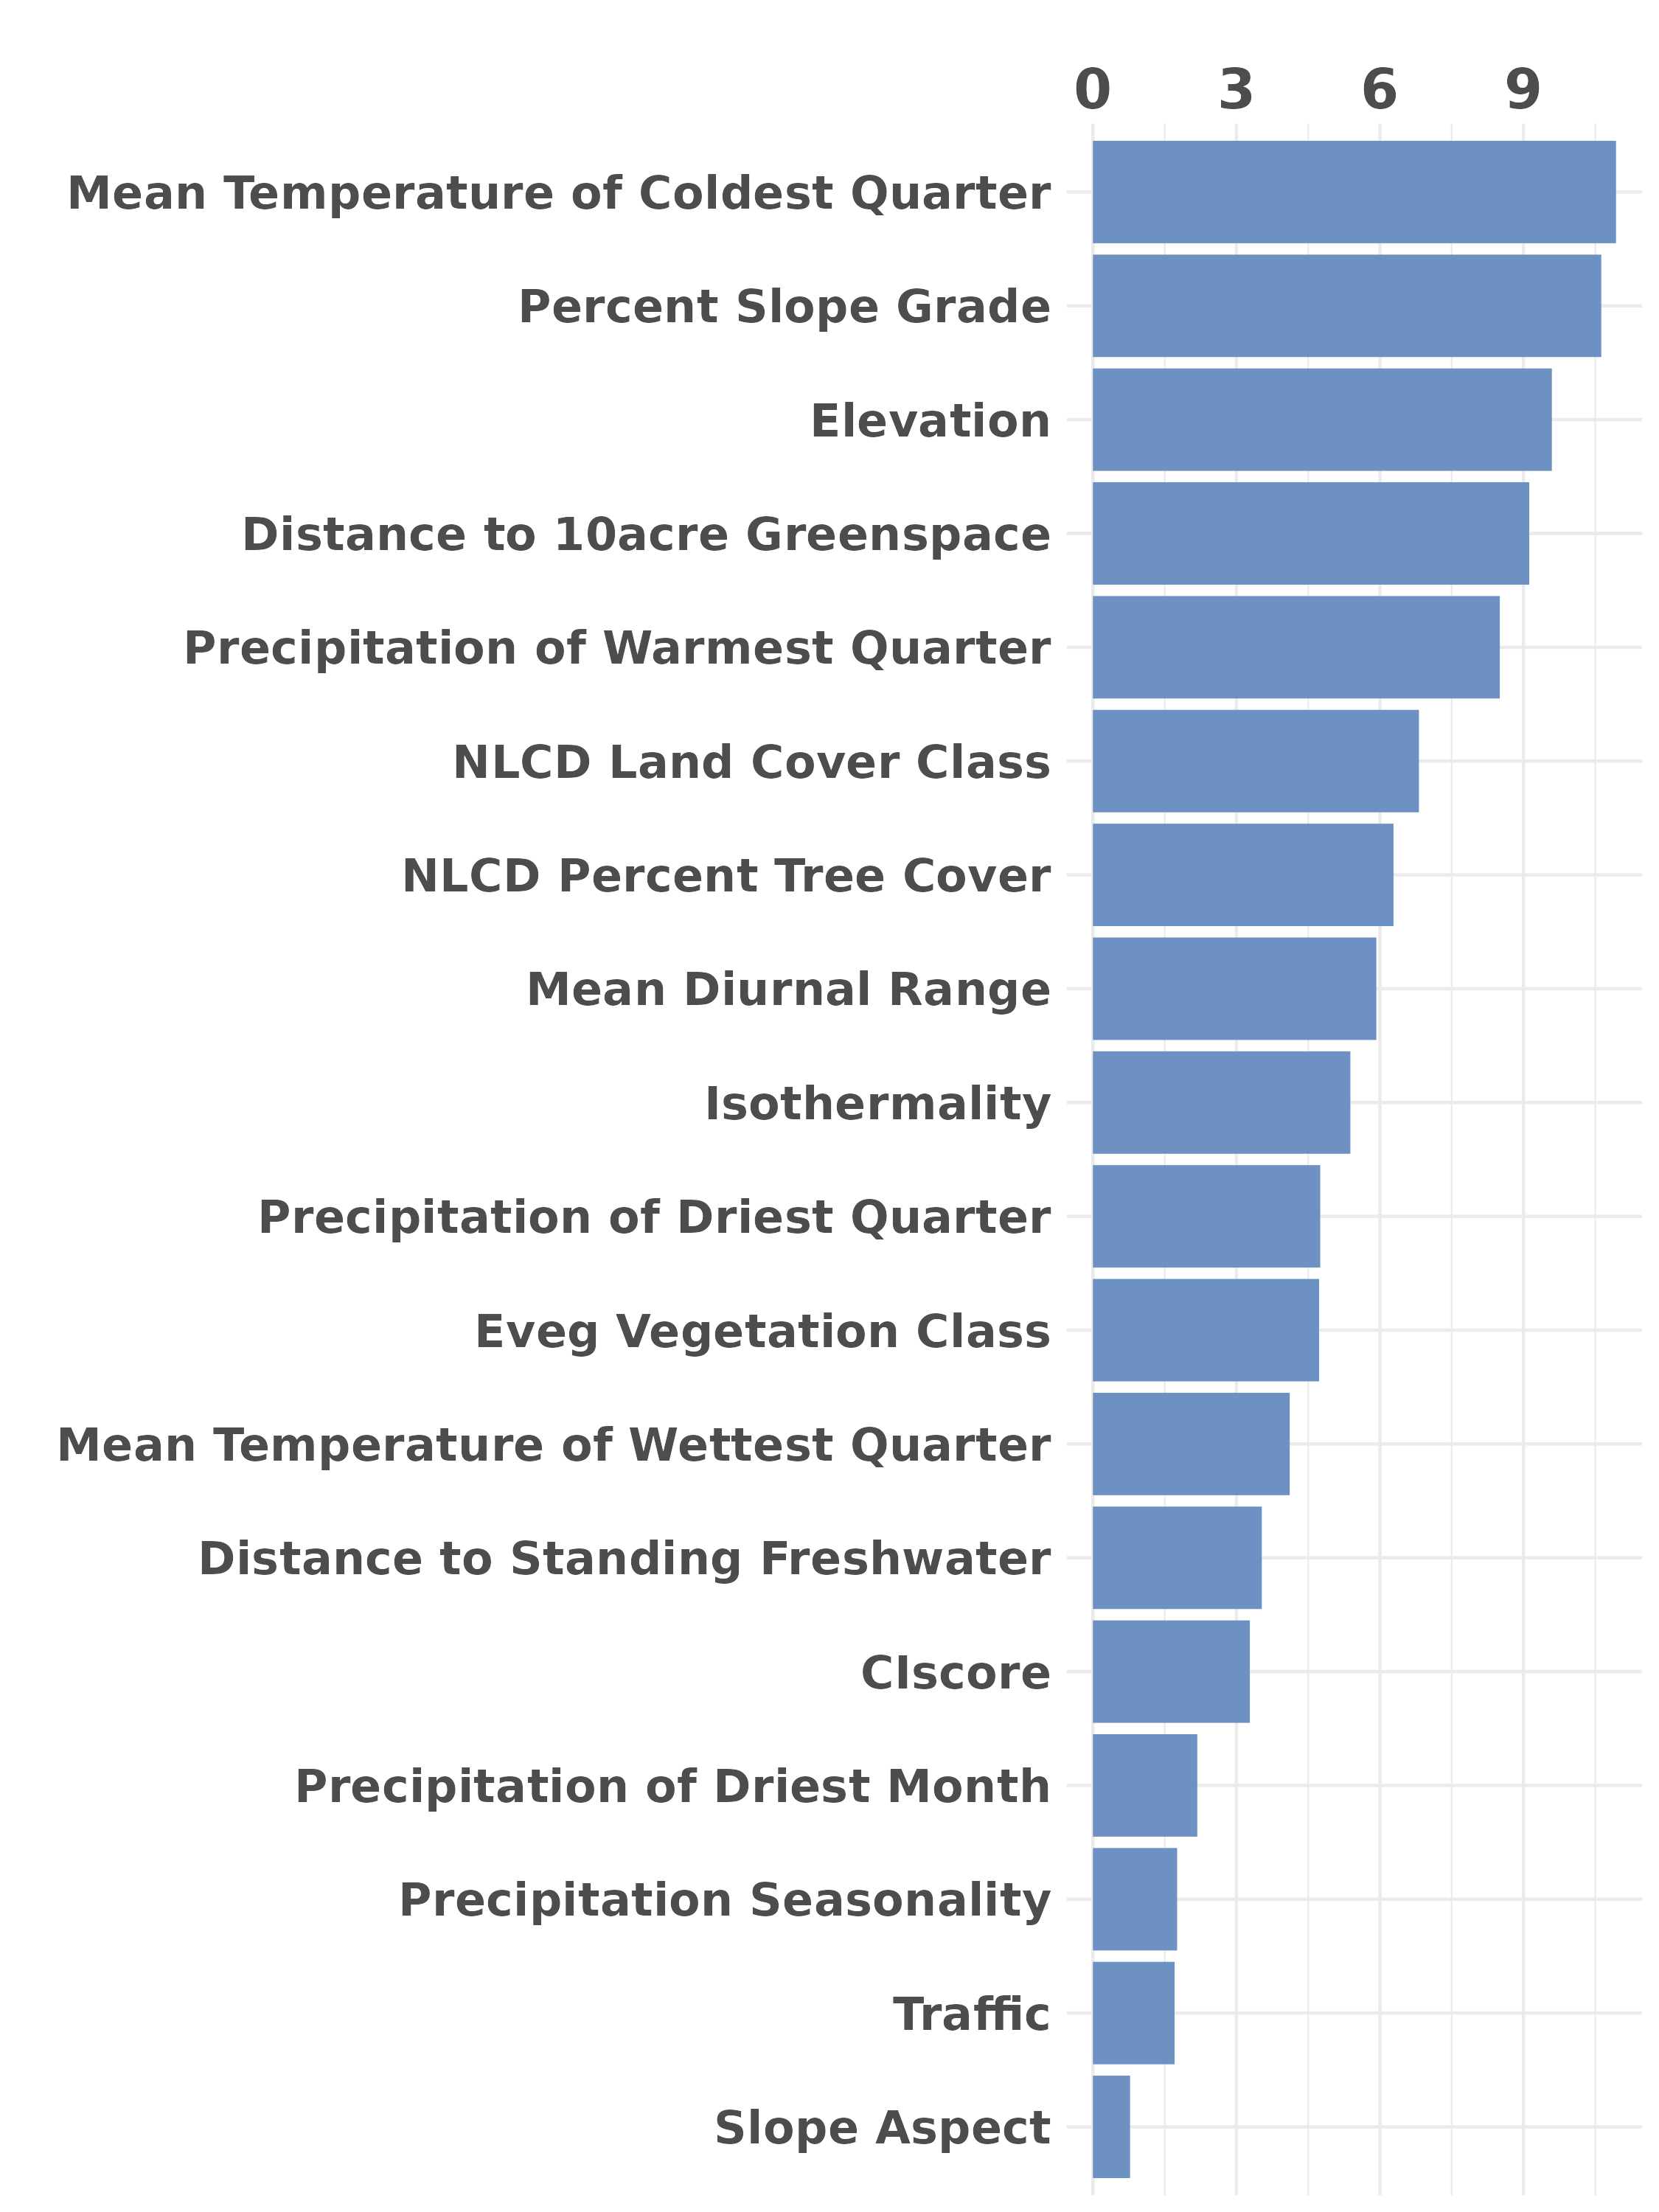 0 3 6 9
Mean Temperature of Coldest Quarter
Percent Slope Grade
Elevation
Distance to 10acre Greenspace
Precipitation of Warmest Quarter
NLCD Land Cover Class
NLCD Percent Tree Cover
Mean Diurnal Range
Isothermality
Precipitation of Driest Quarter
Eveg Vegetation Class
Mean Temperature of Wettest Quarter
Distance to Standing Freshwater
CIscore
Precipitation of Driest Month
Precipitation Seasonality
Traffic
Slope Aspect